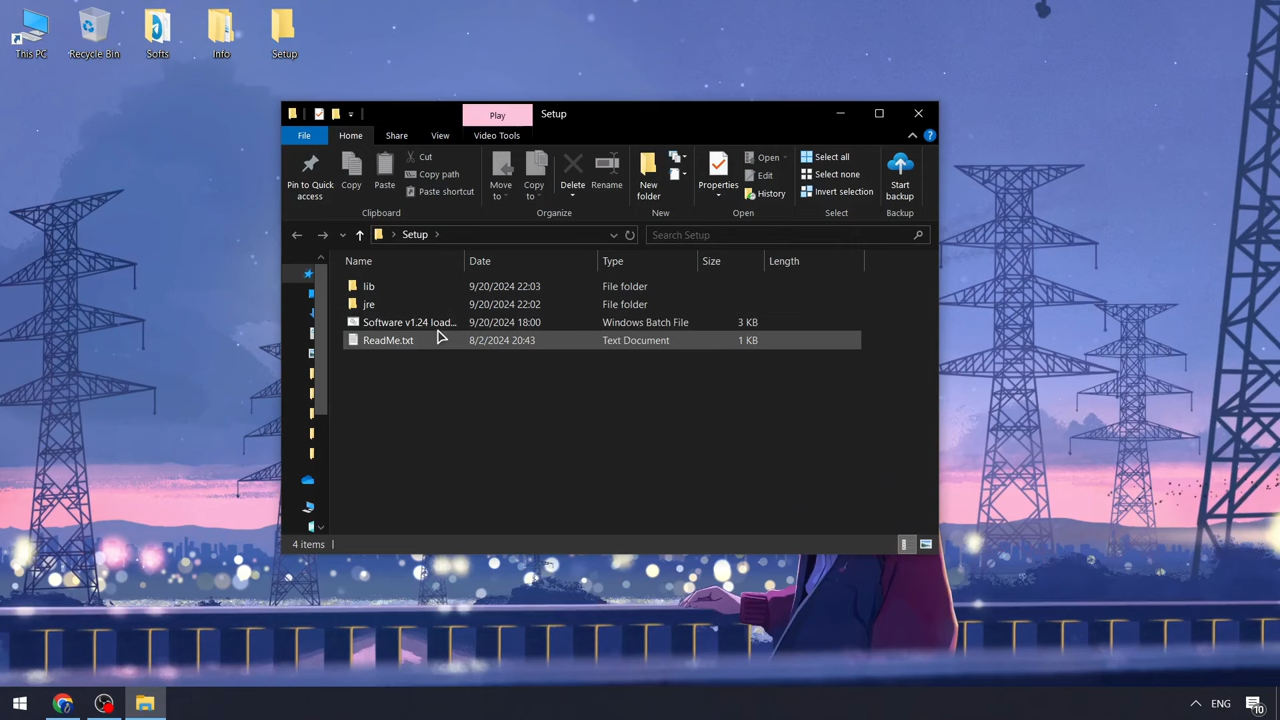 This PC
Recycle Bin
Softs
Info
Setup
Play
Setup
File
Home
Share
View
Video Tools
Pin to Quick access
Copy
Paste
Cut
Copy path
Paste shortcut
Clipboard
Move to
Copy to
Delete
Rename
Organize
New folder
New
Properties
Open
Edit
History
Open
Select all
Select none
Invert selection
Select
Start backup
Backup
Setup
Search Setup
Name Date Type Size Length
lib 9/20/2024 22:03 File folder
jre 9/20/2024 22:02 File folder
Software v1.24 load... 9/20/2024 18:00 Windows Batch File 3 KB
ReadMe.txt 8/2/2024 20:43 Text Document 1 KB
4 items
ENG
10